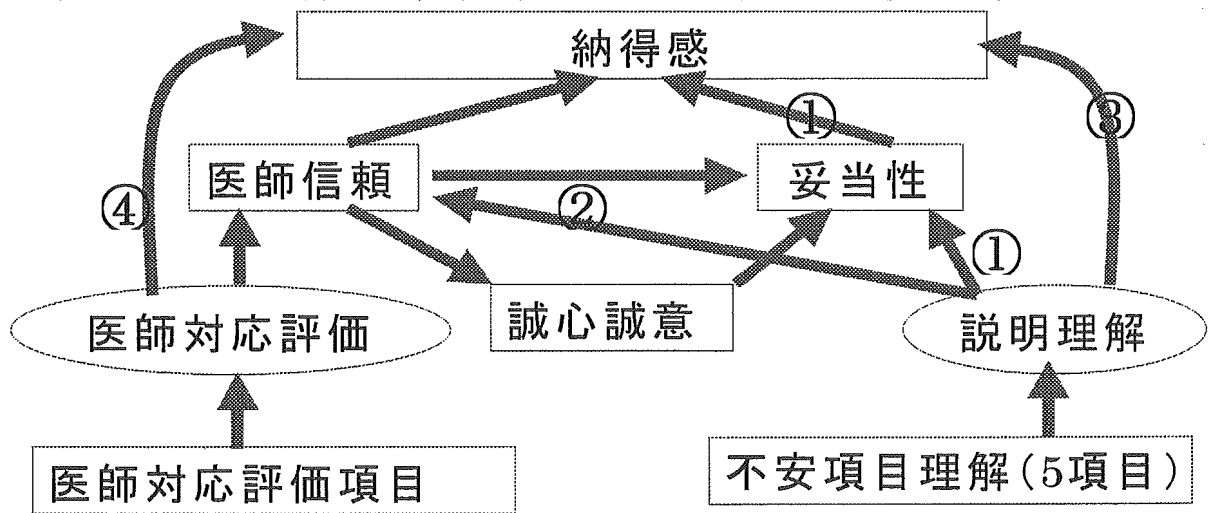 納得感
①
③
医師信頼
妥当性
④
②
①
誠心誠意
医師対応評価
説明理解
医師対応評価項目
不安項目理解(5項目)